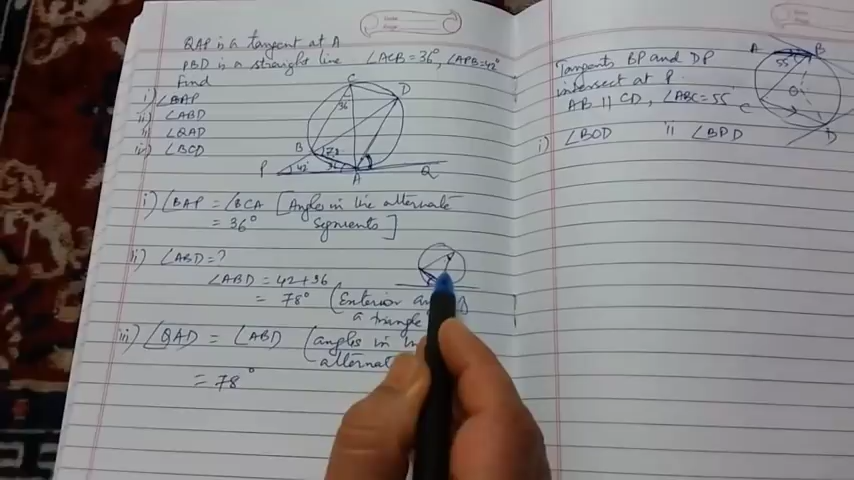 QAP is a tangent at A
PBD is a straight line ∠ACB = 36°, ∠APB = 42°
Find
i) ∠BAP
ii) ∠ABD
iii) ∠QAD
iv) ∠BCD
C
D
36
B
78
P
42
36
A
Q
i) ∠BAP = ∠BCA [Angles in the alternate
= 36° Segments]
ii) ∠ABD = ?
∠ABD = 42 + 36
= 78° (Exterior
a triangle
iii) ∠QAD = ∠ABD (angles in
= 78°
Tangents BP and DP
intersect at P.
AB || CD, ∠ABC = 55°
i) ∠BOD ii ∠BPD
A
B
55°
O
C
D